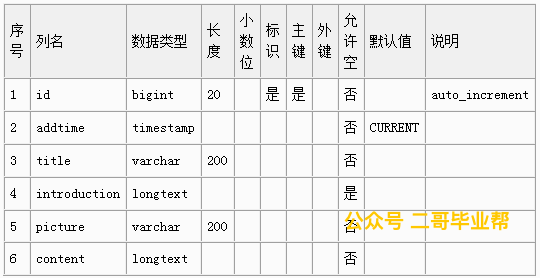 序号 列名 数据类型 长度 小数位 标识 主键 外键 允许空 默认值 说明
1 id bigint 20 是 是 否 auto_increment
2 addtime timestamp 否 CURRENT
3 title varchar 200 否
4 introduction longtext 是
5 picture varchar 200 否
公众号 二哥毕业帮
6 content longtext 否